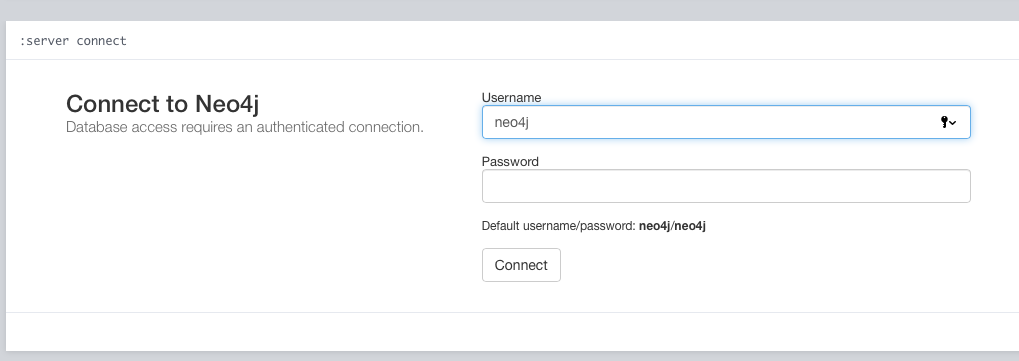 :server connect
Connect to Neo4j
Database access requires an authenticated connection.
Username
neo4j
Password
Default username/password: neo4j/neo4j
Connect